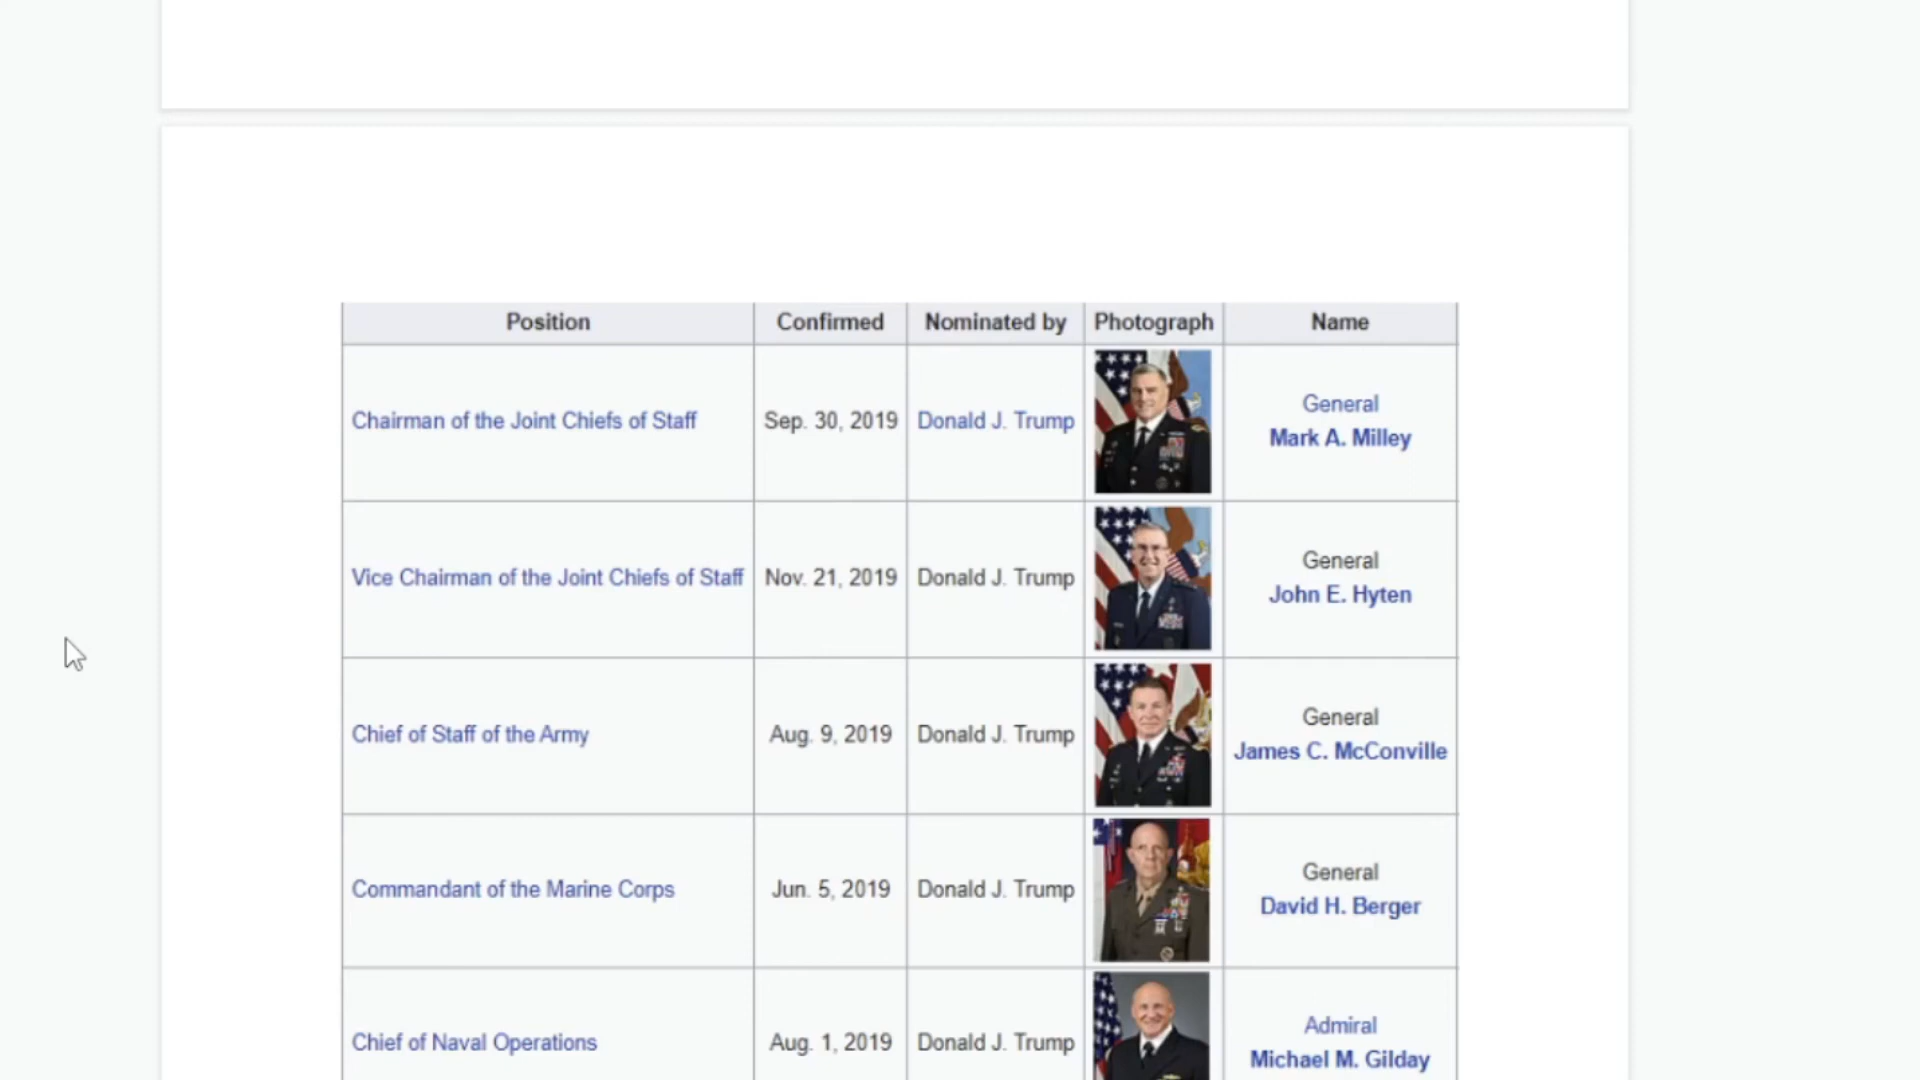 Position Confirmed Nominated by Photograph Name
Chairman of the Joint Chiefs of Staff Sep. 30, 2019 Donald J. Trump General
Mark A. Milley
Vice Chairman of the Joint Chiefs of Staff Nov. 21, 2019 Donald J. Trump General
John E. Hyten
Chief of Staff of the Army Aug. 9, 2019 Donald J. Trump General
James C. McConville
Commandant of the Marine Corps Jun. 5, 2019 Donald J. Trump General
David H. Berger
Chief of Naval Operations Aug. 1, 2019 Donald J. Trump Admiral
Michael M. Gilday